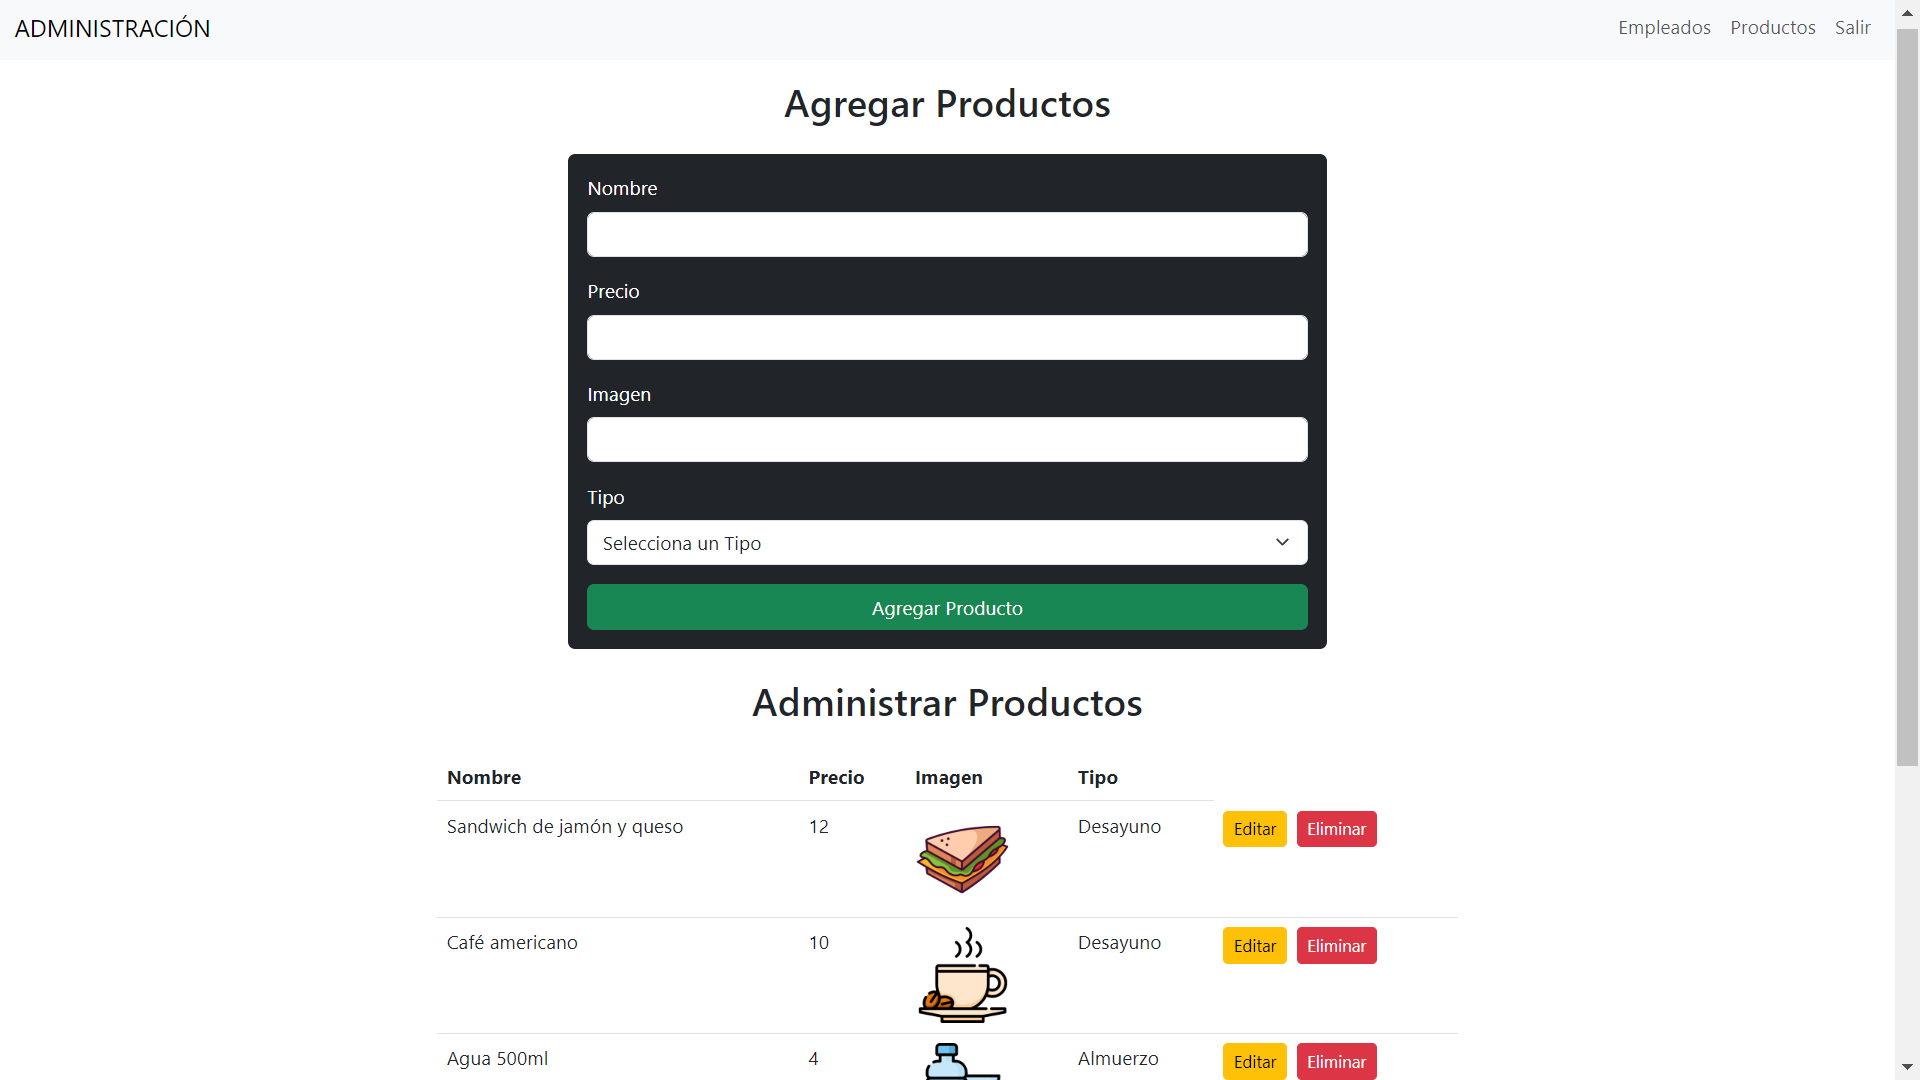 ADMINISTRACIÓN Empleados Productos Salir
Agregar Productos
Nombre
Precio
Imagen
Tipo
Selecciona un Tipo
Agregar Producto
Administrar Productos
Nombre Precio Imagen Tipo
Sandwich de jamón y queso 12 Desayuno Editar Eliminar
Café americano 10 Desayuno Editar Eliminar
Agua 500ml 4 Almuerzo Editar Eliminar